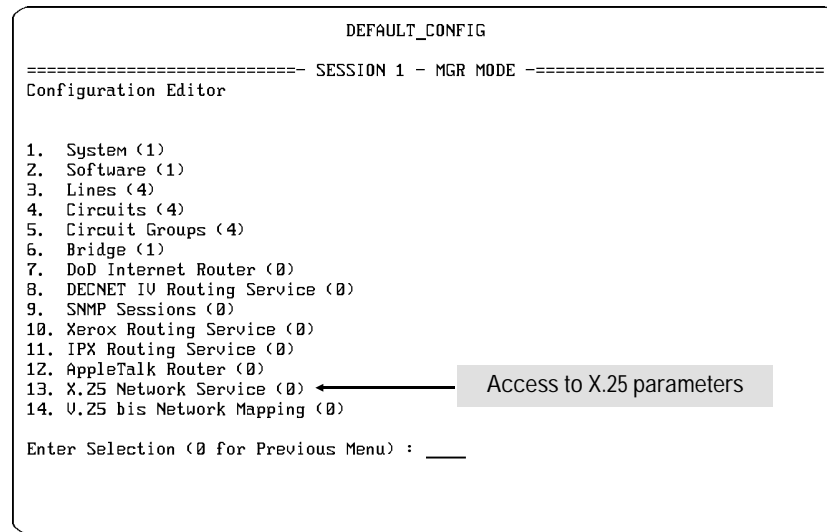 DEFAULT_CONFIG
===========================- SESSION 1 - MGR MODE -=============================
Configuration Editor
1. System (1)
2. Software (1)
3. Lines (4)
4. Circuits (4)
5. Circuit Groups (4)
6. Bridge (1)
7. DoD Internet Router (0)
8. DECNET IV Routing Service (0)
9. SNMP Sessions (0)
10. Xerox Routing Service (0)
11. IPX Routing Service (0)
12. AppleTalk Router (0)
13. X.25 Network Service (0) Access to X.25 parameters
14. V.25 bis Network Mapping (0)
Enter Selection (0 for Previous Menu) : ____